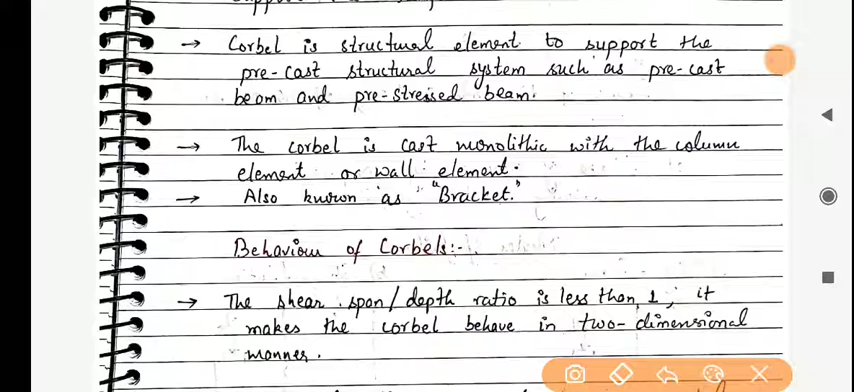 → Corbel is structural element to support the
pre-cast structural system such as pre-cast
beam and pre-stressed beam.
→ The corbel is cast monolithic with the column
element or wall element.
→ Also known as "Bracket."
Behaviour of Corbels:-
→ The shear span/depth ratio is less than 1, it
makes the corbel behave in two-dimensional
manner.